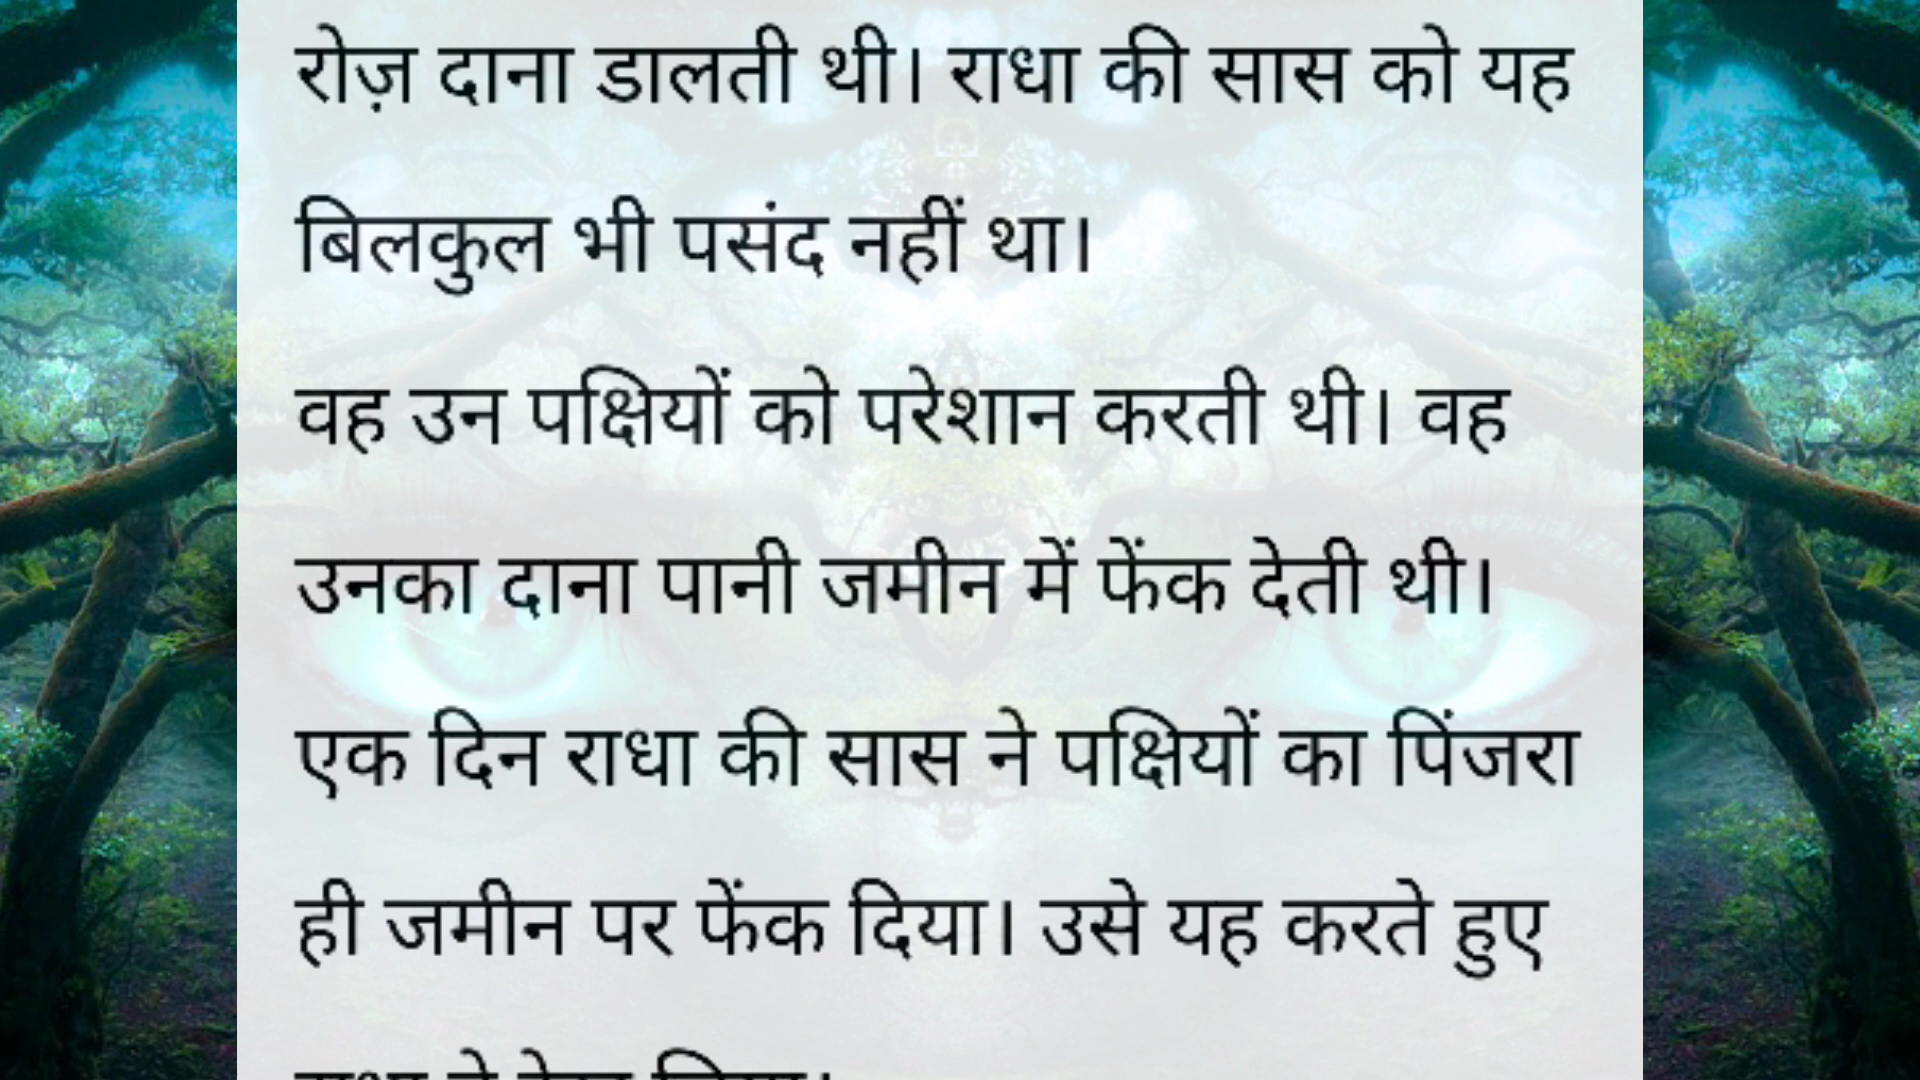 रोज़ दाना डालती थी। राधा की सास को यह
बिलकुल भी पसंद नहीं था।
वह उन पक्षियों को परेशान करती थी। वह
उनका दाना पानी जमीन में फेंक देती थी।
एक दिन राधा की सास ने पक्षियों का पिंजरा
ही जमीन पर फेंक दिया। उसे यह करते हुए